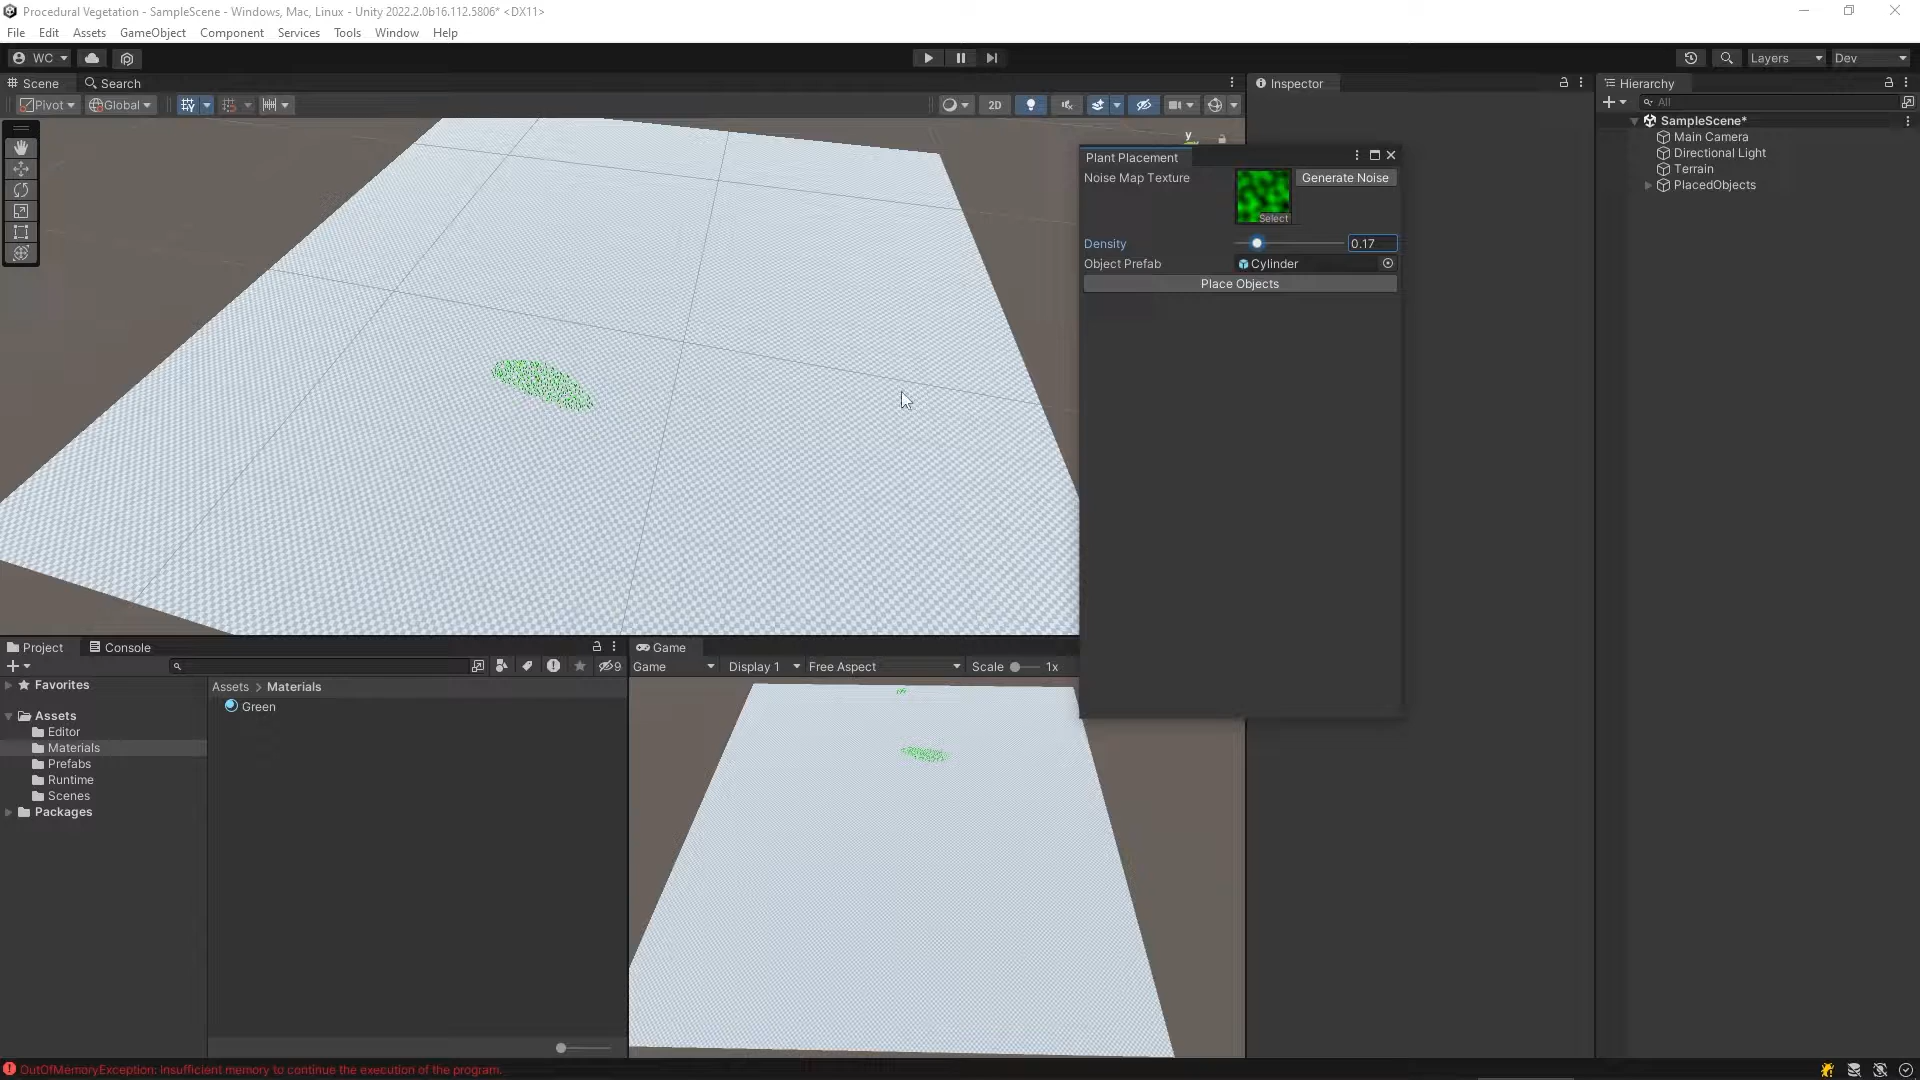 Procedural Vegetation - SampleScene - Windows, Mac, Linux - Unity 2022.2.0b16.112.5806* <DX11>
File Edit Assets GameObject Component Services Tools Window Help
WC Layers Dev
Scene Search
Pivot Global 2D
y
Inspector
Hierarchy
All
SampleScene*
Main Camera
Directional Light
Terrain
PlacedObjects
Plant Placement
Noise Map Texture Generate Noise
Select
Density 0.17
Object Prefab Cylinder
Place Objects
Project Console
9
Favorites
Assets
Editor
Materials
Prefabs
Runtime
Scenes
Packages
Assets > Materials
Green
Game
Game Display 1 Free Aspect Scale 1x
OutOfMemoryException: Insufficient memory to continue the execution of the program.